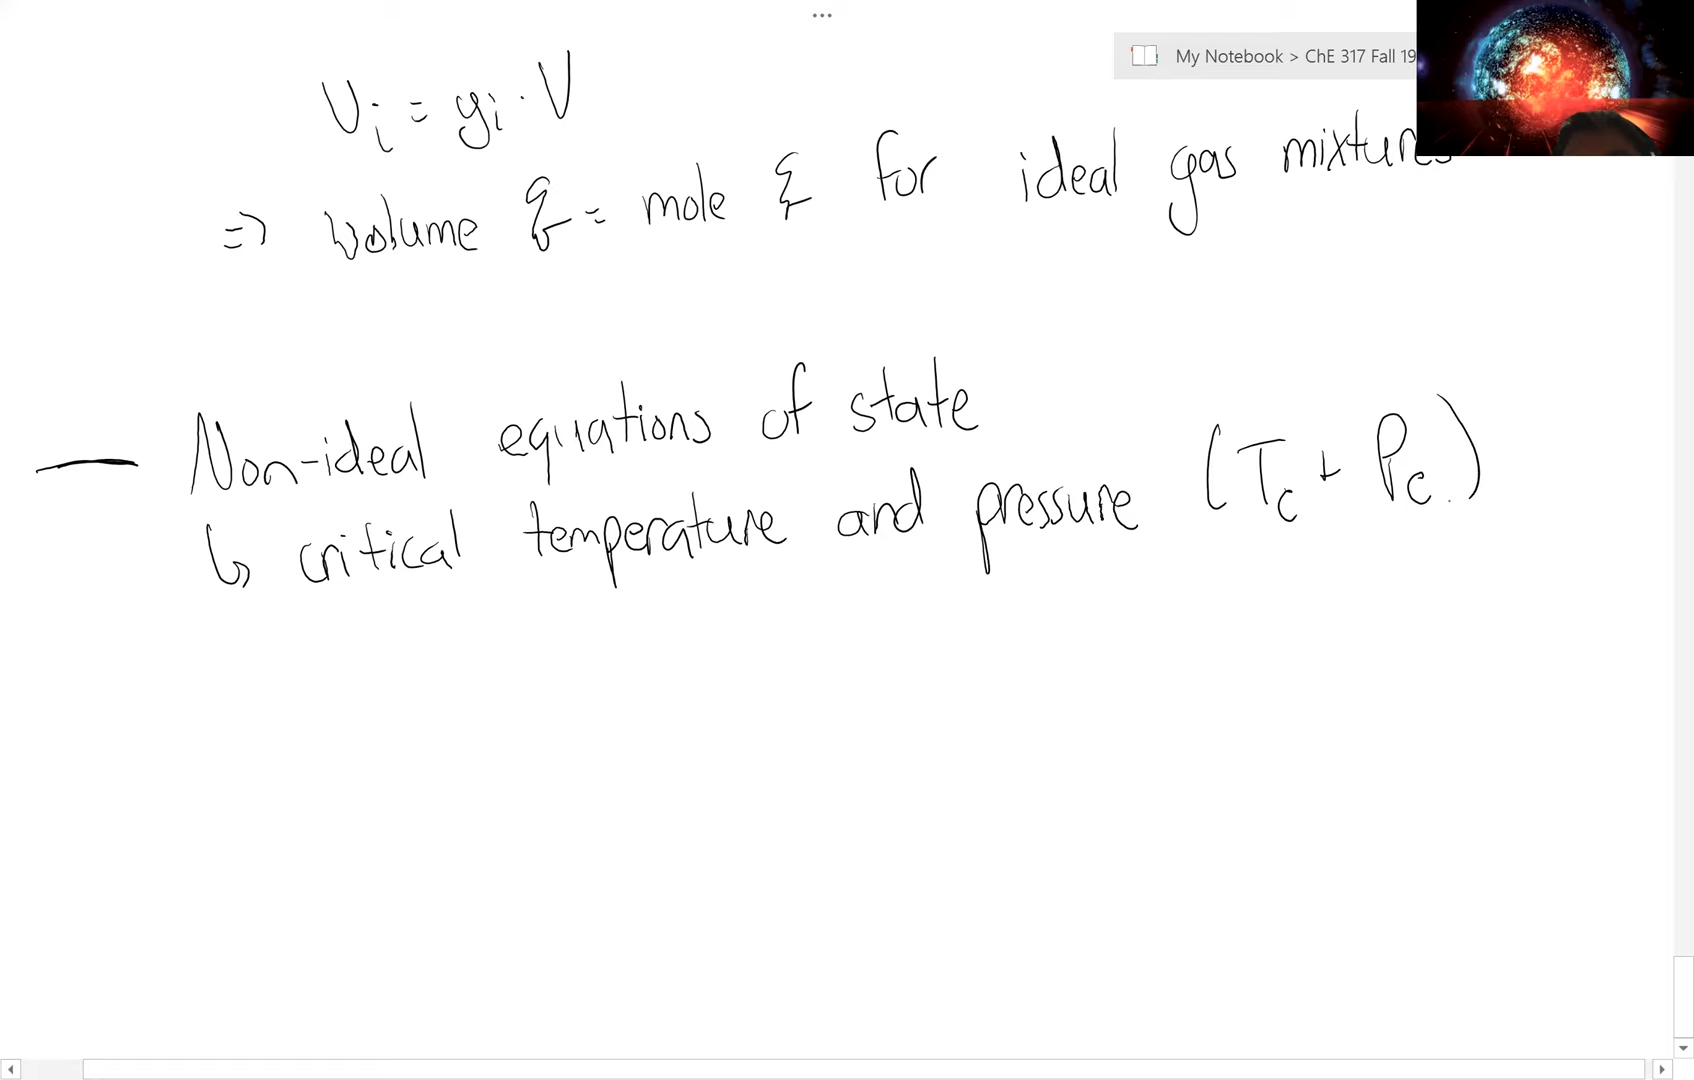 My Notebook > ChE 317 Fall 19
Vi = yi · V
=> volume % = mole % for ideal gas mixtures
— Non-ideal equations of state
↳ critical temperature and pressure (Tc + Pc)